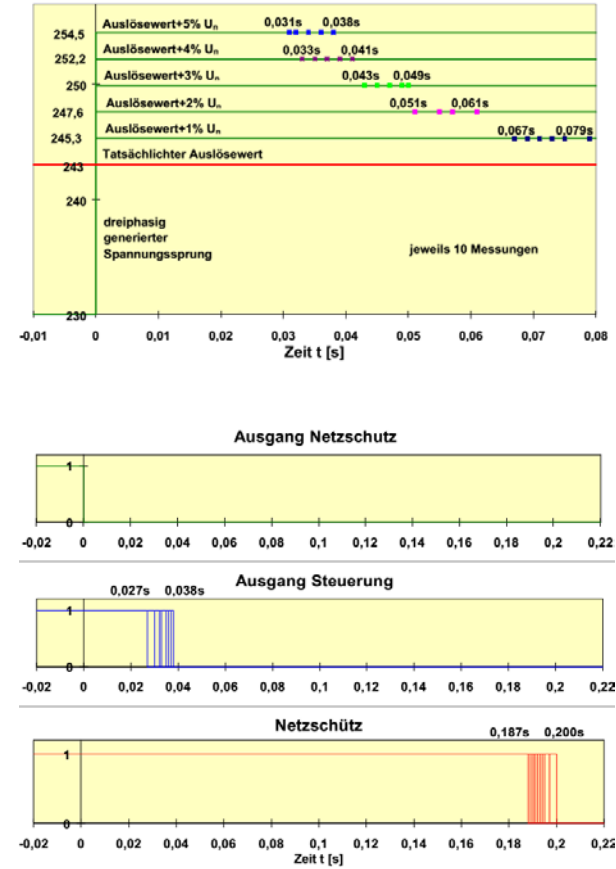 254,5 Auslösewert+5% Uₙ 0,031s 0,038s
252,2 Auslösewert+4% Uₙ 0,033s 0,041s
250 Auslösewert+3% Uₙ 0,043s 0,049s
247,6 Auslösewert+2% Uₙ 0,051s 0,061s
245,3 Auslösewert+1% Uₙ 0,067s 0,079s
Tatsächlichter Auslösewert
243
240
dreiphasig
generierter
Spannungssprung
jeweils 10 Messungen
230
-0,01 0 0,01 0,02 0,03 0,04 0,05 0,06 0,07 0,08
Zeit t [s]
Ausgang Netzschutz
1
0
-0,02 0 0,02 0,04 0,06 0,08 0,1 0,12 0,14 0,16 0,18 0,2 0,22
Ausgang Steuerung
0,027s 0,038s
1
0
-0,02 0 0,02 0,04 0,06 0,08 0,1 0,12 0,14 0,16 0,18 0,2 0,22
Netzschütz
0,187s 0,200s
1
0
-0,02 0 0,02 0,04 0,06 0,08 0,1 0,12 0,14 0,16 0,18 0,2 0,22
Zeit t [s]